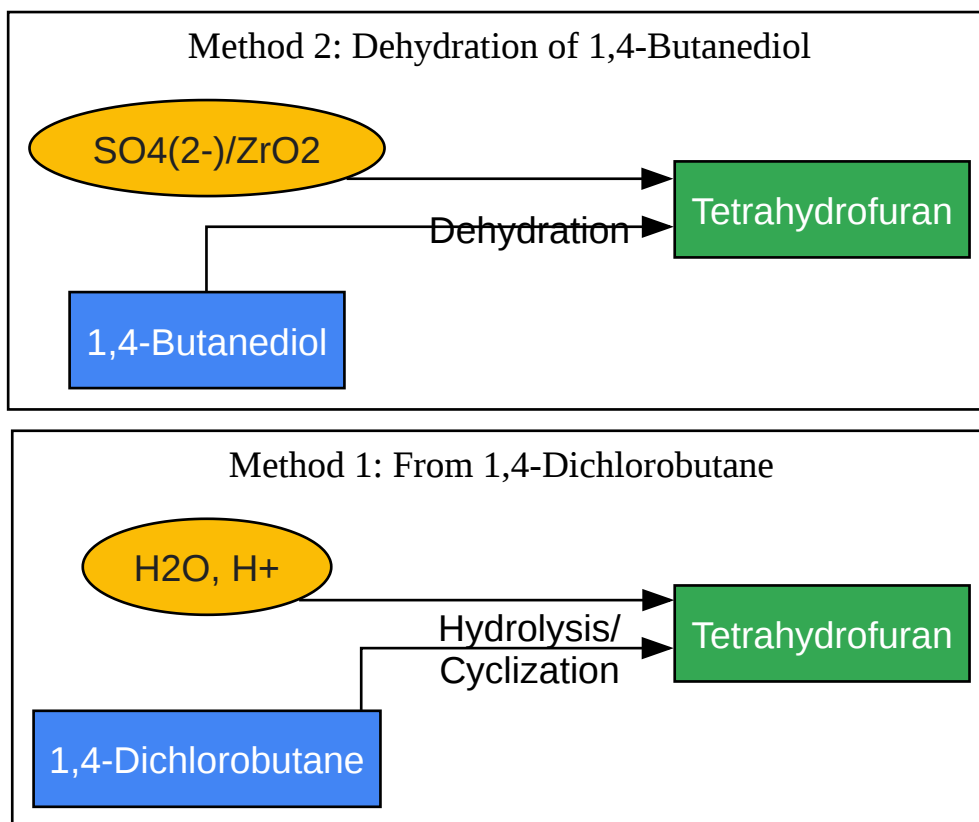 Method 2: Dehydration of 1,4-Butanediol
SO4(2-)/ZrO2
Tetrahydrofuran
Dehydration
1,4-Butanediol
Method 1: From 1,4-Dichlorobutane
H2O, H+
Tetrahydrofuran
Hydrolysis/
Cyclization
1,4-Dichlorobutane